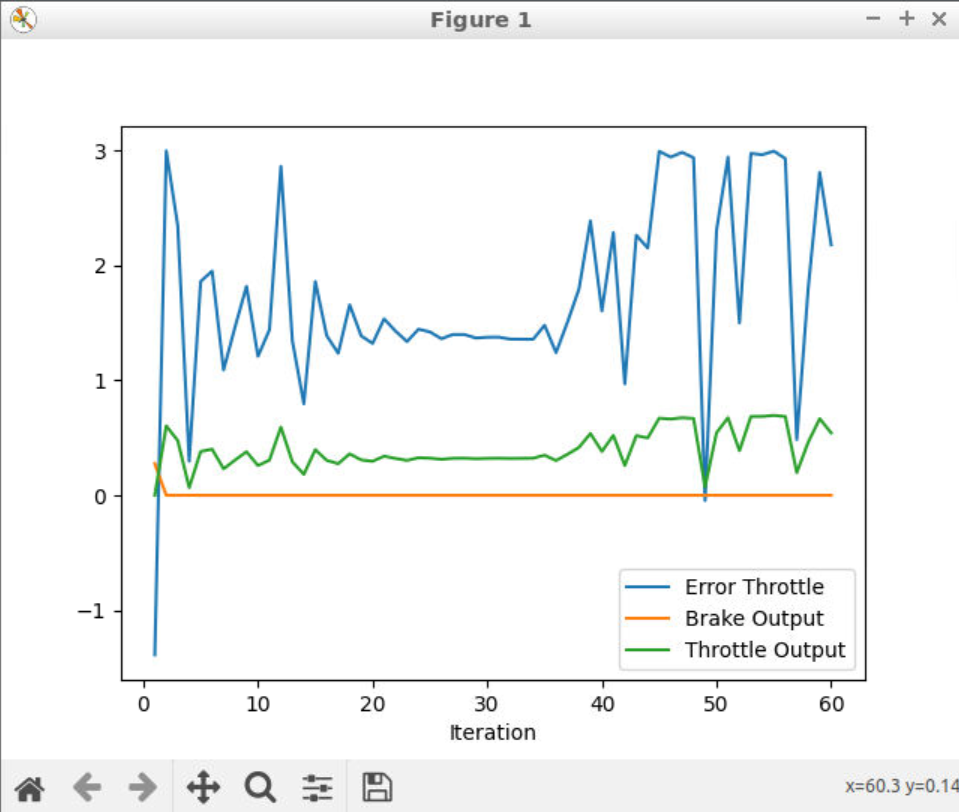 Figure 1
3
2
1
0
−1
Error Throttle
Brake Output
Throttle Output
0 10 20 30 40 50 60
Iteration
x=60.3 y=0.14